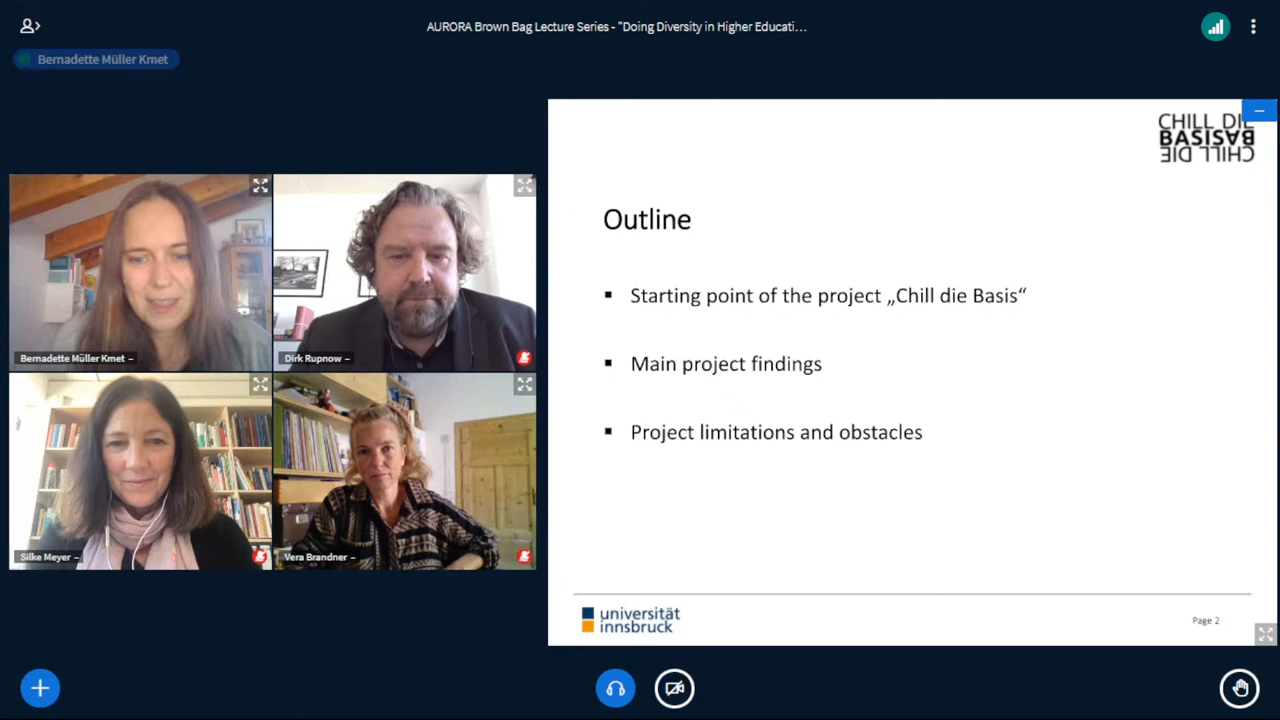 AURORA Brown Bag Lecture Series - "Doing Diversity in Higher Educati…
Bernadette Müller Kmet
Bernadette Müller Kmet –
Dirk Rupnow –
Silke Meyer –
Vera Brandner –
CHILL DIE
BASIS
CHILL DIE
Outline
▪ Starting point of the project „Chill die Basis“
▪ Main project findings
▪ Project limitations and obstacles
universität
innsbruck
Page 2